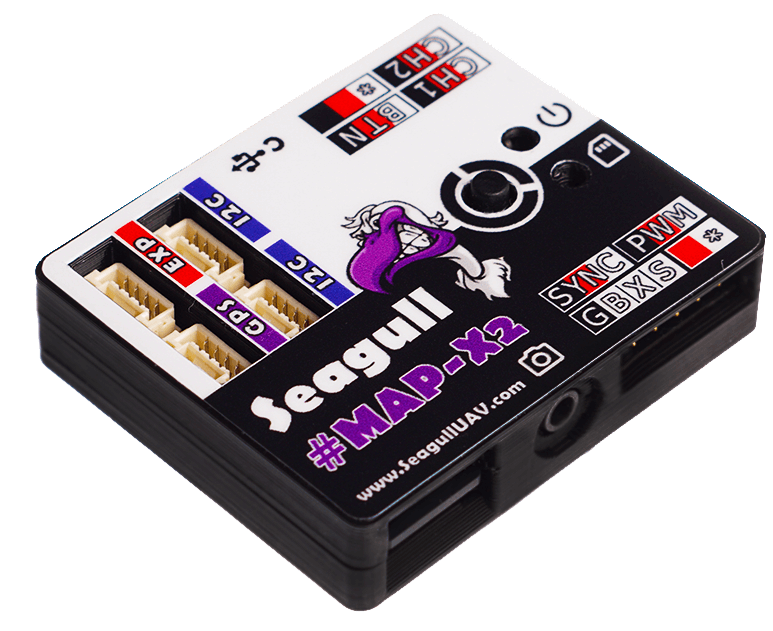 CH2
CH1
BTN
I2C
I2C
EXP
GPS
SYNC PWM
GBXS
Seagull
#MAP-X2
www.SeagullUAV.com